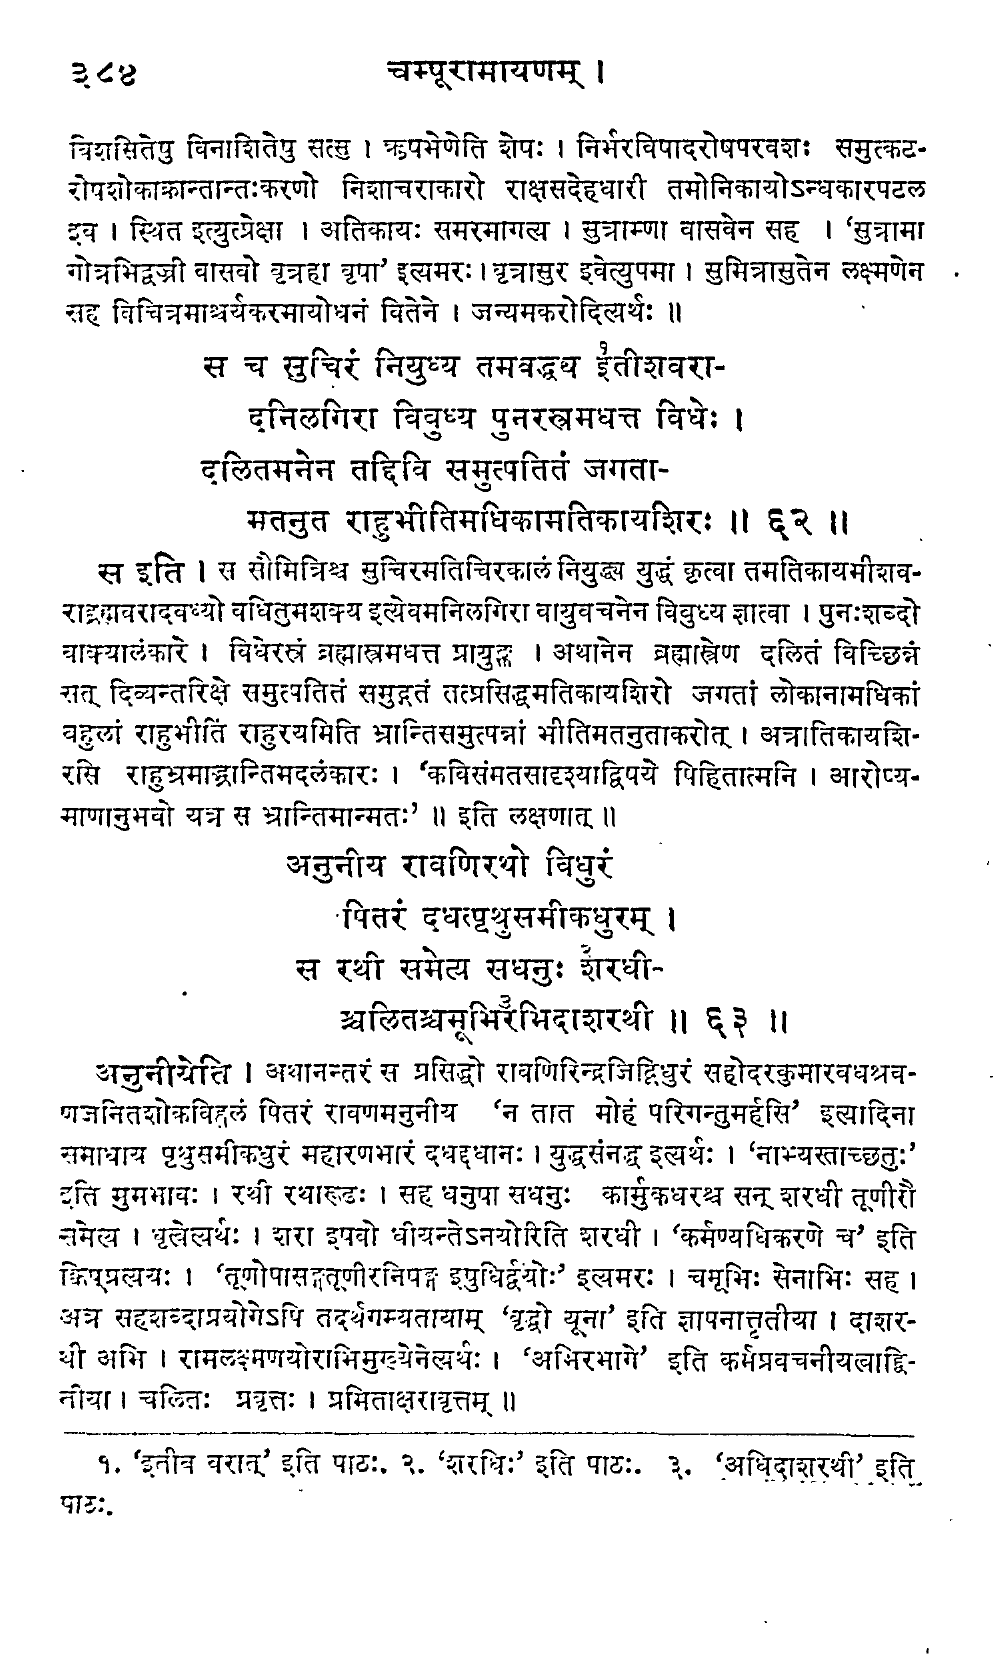 ३८४ चम्पूरामायणम् ।
विशसितेषु विनाशितेषु सत्सु । ऋषभेणेति शेषः । निर्भरविषादरोषपरवशः समुत्कट-
रोषशोकाक्रान्तान्तःकरणो निशाचराकारो राक्षसदेहधारी तमोनिकायोऽन्धकारपटल
इव । स्थित इत्युत्प्रेक्षा । अतिकायः समरमागत्य । सुत्राम्णा वासवेन सह । ‘सुत्रामा
गोत्रभिद्वज्री वासवो वृत्रहा वृषा’ इत्यमरः । वृत्रासुर इवेत्युपमा । सुमित्रासुतेन लक्ष्मणेन
सह विचित्रमाश्चर्यकरमायोधनं वितेने । जन्यमकरोदित्यर्थः ॥
स च सुचिरं नियुध्य तमवद्ध्य इ१तीशवरा-
दनिलगिरा विबुध्य पुनरस्त्रमधत्त विधेः ।
दलितमनेन तद्दिवि समुत्पतितं जगता-
मतनुत राहुभीतिमधिकामतिकायशिरः ॥ ६२ ॥
स इति । स सौमित्रिश्च सुचिरमतिचिरकालं नियुद्ध्य युद्धं कृत्वा तमतिकायमीशव-
राद्ब्रह्मवरादवध्यो वधितुमशक्य इत्येवमनिलगिरा वायुवचनेन विबुध्य ज्ञात्वा । पुनःशब्दो
वाक्यालंकारे । विधेरस्त्रं ब्रह्मास्त्रमधत्त प्रायुङ्क्त । अथानेन ब्रह्मास्त्रेण दलितं विच्छिन्नं
सत् दिव्यन्तरिक्षे समुत्पतितं समुद्गतं तत्प्रसिद्धमतिकायशिरो जगतां लोकानामधिकां
बहुलां राहुभीतिं राहुरयमिति भ्रान्तिसमुत्पन्नां भीतिमतनुताकरोत् । अत्रातिकायशि-
रसि राहुभ्रमाद्भ्रान्तिमदलंकारः । ‘कविसंमतसादृश्याद्विषये पिहितात्मनि । आरोप्य-
माणानुभवो यत्र स भ्रान्तिमान्मतः’ ॥ इति लक्षणात् ॥
अनुनीय रावणिरथो विधुरं
पितरं दधत्पृथुसमीकधुरम् ।
स रथी समेत्य सधनुः श२रधी-
श्चलितश्चमूभिर३भिदाशरथी ॥ ६३ ॥
अनुनीयेति । अथानन्तरं स प्रसिद्धो रावणिरिन्द्रजिद्विधुरं सहोदरकुमारवधश्रव-
णजनितशोकविह्वलं पितरं रावणमनुनीय ‘न तात मोहं परिगन्तुमर्हसि’ इत्यादिना
समाधाय पृथुसमीकधुरं महारणभारं दधद्दधानः । युद्धसंनद्ध इत्यर्थः । ‘नाभ्यस्ताच्छतुः’
इति नुमभावः । रथी रथारूढः । सह धनुषा सधनुः कार्मुकधरश्च सन् शरधी तूणीरौ
समेत्य । धृत्वेत्यर्थः । शरा इषवो धीयन्तेऽनयोरिति शरधी । ‘कर्मण्यधिकरणे च’ इति
किप्रत्ययः । ‘तूणोपासङ्गतूणीरनिषङ्गा इषुधिर्द्वयोः’ इत्यमरः । चमूभिः सेनाभिः सह ।
अत्र सहशब्दाप्रयोगेऽपि तदर्थगम्यतायाम् ‘वृद्धो यूना’ इति ज्ञापनात्तृतीया । दाशर-
थी अभि । रामलक्ष्मणयोराभिमुख्येनेत्यर्थः । ‘अभिरभागे’ इति कर्मप्रवचनीयत्वाद्द्वि-
तीया । चलितः प्रवृत्तः । प्रमिताक्षरावृत्तम् ॥
१. ‘इतीव वरात्’ इति पाठः. २. ‘शरधिः’ इति पाठः. ३. ‘अधिदाशरथी’ इति
पाठः.